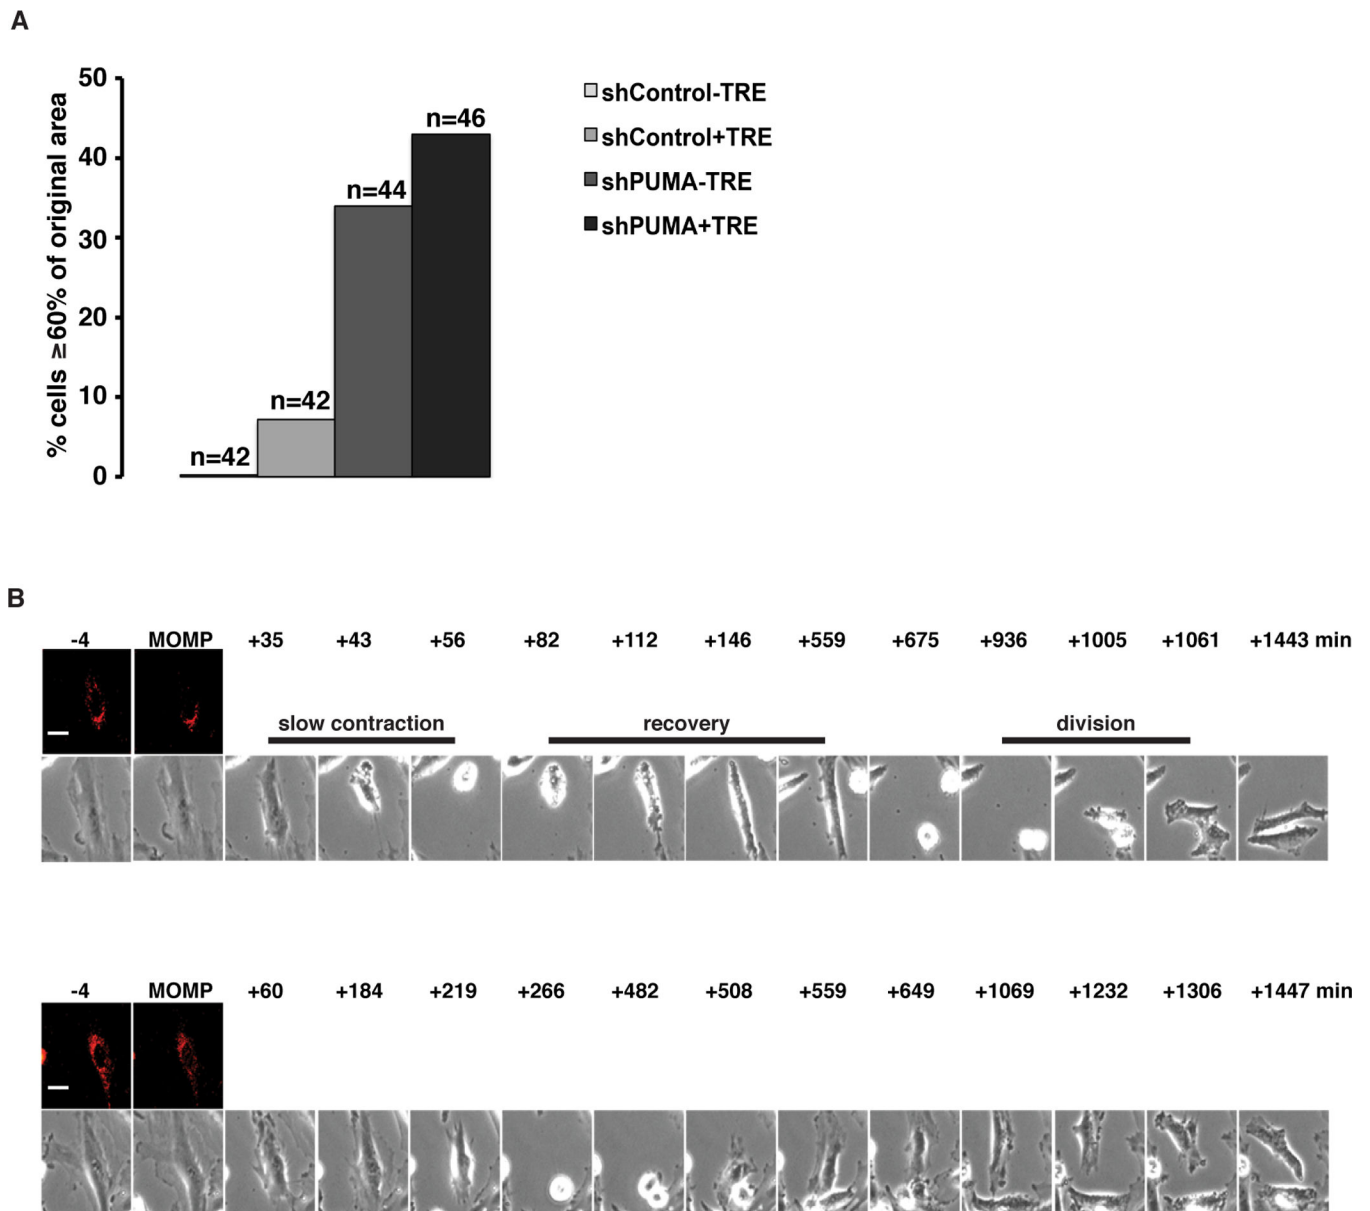 A
50
40
30
20
10
0
% cells ≥60% of original area
n=42
n=42
n=44
n=46
shControl-TRE
shControl+TRE
shPUMA-TRE
shPUMA+TRE
B
-4 MOMP +35 +43 +56 +82 +112 +146 +559 +675 +936 +1005 +1061 +1443 min
slow contraction recovery division
-4 MOMP +60 +184 +219 +266 +482 +508 +559 +649 +1069 +1232 +1306 +1447 min